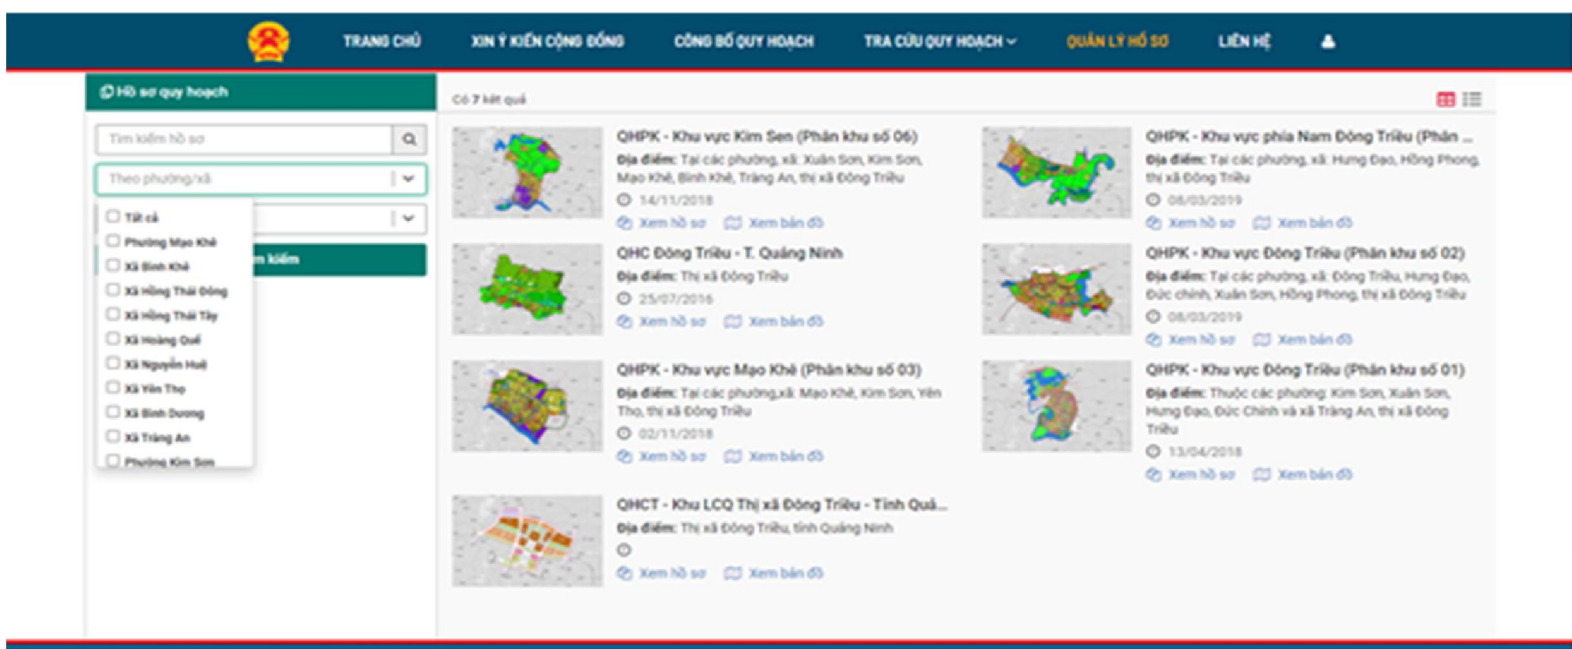 TRANG CHỦ
XIN Ý KIẾN CỘNG ĐỒNG
CÔNG BỐ QUY HOẠCH
TRA CỨU QUY HOẠCH
QUẢN LÝ HỒ SƠ
LIÊN HỆ
Hồ sơ quy hoạch
Tìm kiếm hồ sơ
Theo phường/xã
Tất cả
Phường Mạo Khê
Xã Bình Khê
m kiếm
Xã Hồng Thái Đông
Xã Hồng Thái Tây
Xã Hoàng Quế
Xã Nguyễn Huệ
Xã Yên Thọ
Xã Bình Dương
Xã Tràng An
Phường Kim Sơn
Có 7 kết quả
QHPK - Khu vực Kim Sen (Phân khu số 06)
Địa điểm: Tại các phường, xã: Xuân Sơn, Kim Sơn,
Mạo Khê, Bình Khê, Tràng An, thị xã Đông Triều
14/11/2018
Xem hồ sơ Xem bản đồ
QHPK - Khu vực phía Nam Đông Triều (Phân ...
Địa điểm: Tại các phường, xã: Hưng Đạo, Hồng Phong,
thị xã Đông Triều
08/03/2019
Xem hồ sơ Xem bản đồ
QHC Đông Triều - T. Quảng Ninh
Địa điểm: Thị xã Đông Triều
25/07/2016
Xem hồ sơ Xem bản đồ
QHPK - Khu vực Đông Triều (Phân khu số 02)
Địa điểm: Tại các phường, xã: Đông Triều, Hưng Đạo,
Đức chính, Xuân Sơn, Hồng Phong, thị xã Đông Triều
08/03/2019
Xem hồ sơ Xem bản đồ
QHPK - Khu vực Mạo Khê (Phân khu số 03)
Địa điểm: Tại các phường,xã: Mạo Khê, Kim Sơn, Yên
Thọ, thị xã Đông Triều
02/11/2018
Xem hồ sơ Xem bản đồ
QHPK - Khu vực Đông Triều (Phân khu số 01)
Địa điểm: Thuộc các phường: Kim Sơn, Xuân Sơn,
Hưng Đạo, Đức Chính và xã Tràng An, thị xã Đông
Triều
13/04/2018
Xem hồ sơ Xem bản đồ
QHCT - Khu LCQ Thị xã Đông Triều - Tỉnh Quả...
Địa điểm: Thị xã Đông Triều, tỉnh Quảng Ninh
Xem hồ sơ Xem bản đồ